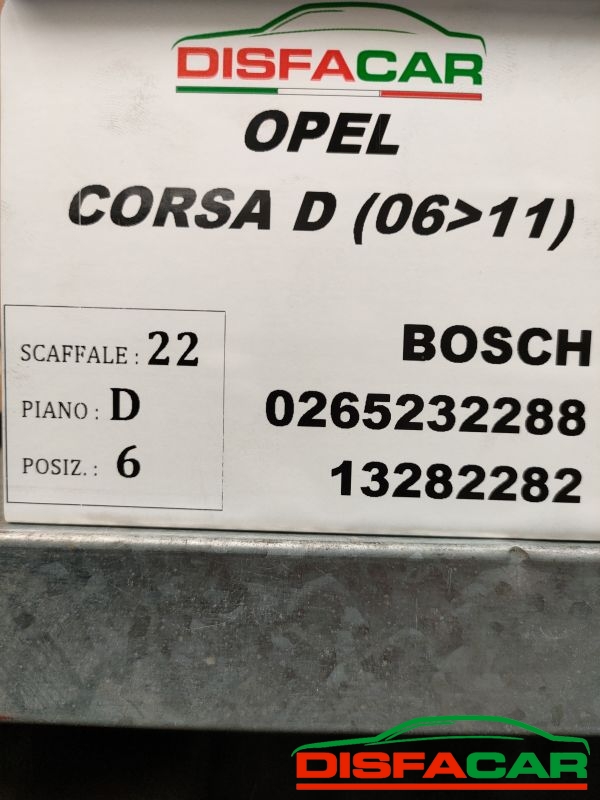 DISFACAR
OPEL
CORSA D (06>11)
SCAFFALE : 22
PIANO : D
POSIZ. : 6
BOSCH
0265232288
13282282
DISFACAR